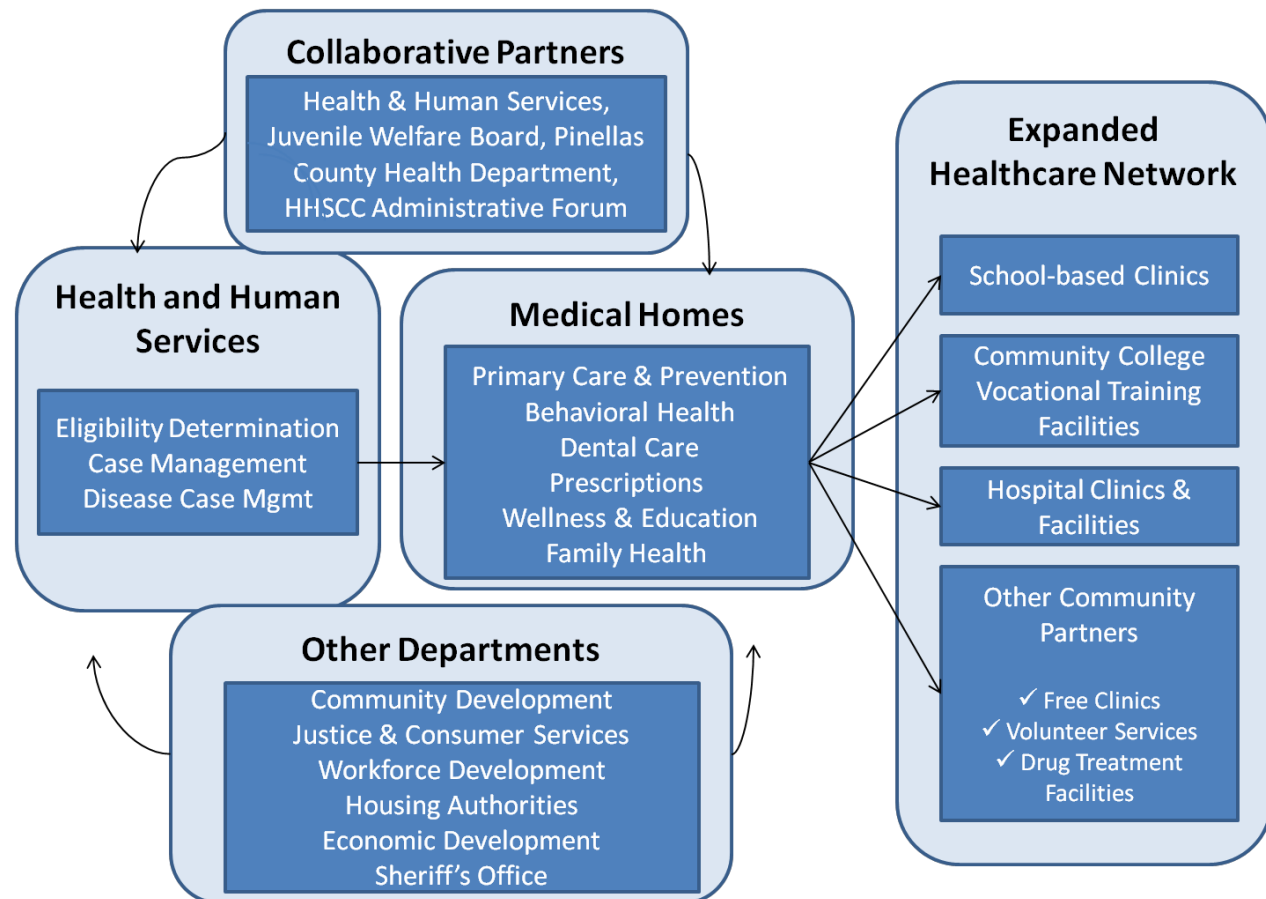 Collaborative Partners
Health & Human Services,
Juvenile Welfare Board, Pinellas
County Health Department,
HHSCC Administrative Forum
Health and Human
Services
Eligibility Determination
Case Management
Disease Case Mgmt
Medical Homes
Primary Care & Prevention
Behavioral Health
Dental Care
Prescriptions
Wellness & Education
Family Health
Other Departments
Community Development
Justice & Consumer Services
Workforce Development
Housing Authorities
Economic Development
Sheriff's Office
Expanded
Healthcare Network
School-based Clinics
Community College
Vocational Training
Facilities
Hospital Clinics &
Facilities
Other Community
Partners
✓ Free Clinics
✓ Volunteer Services
✓ Drug Treatment
Facilities